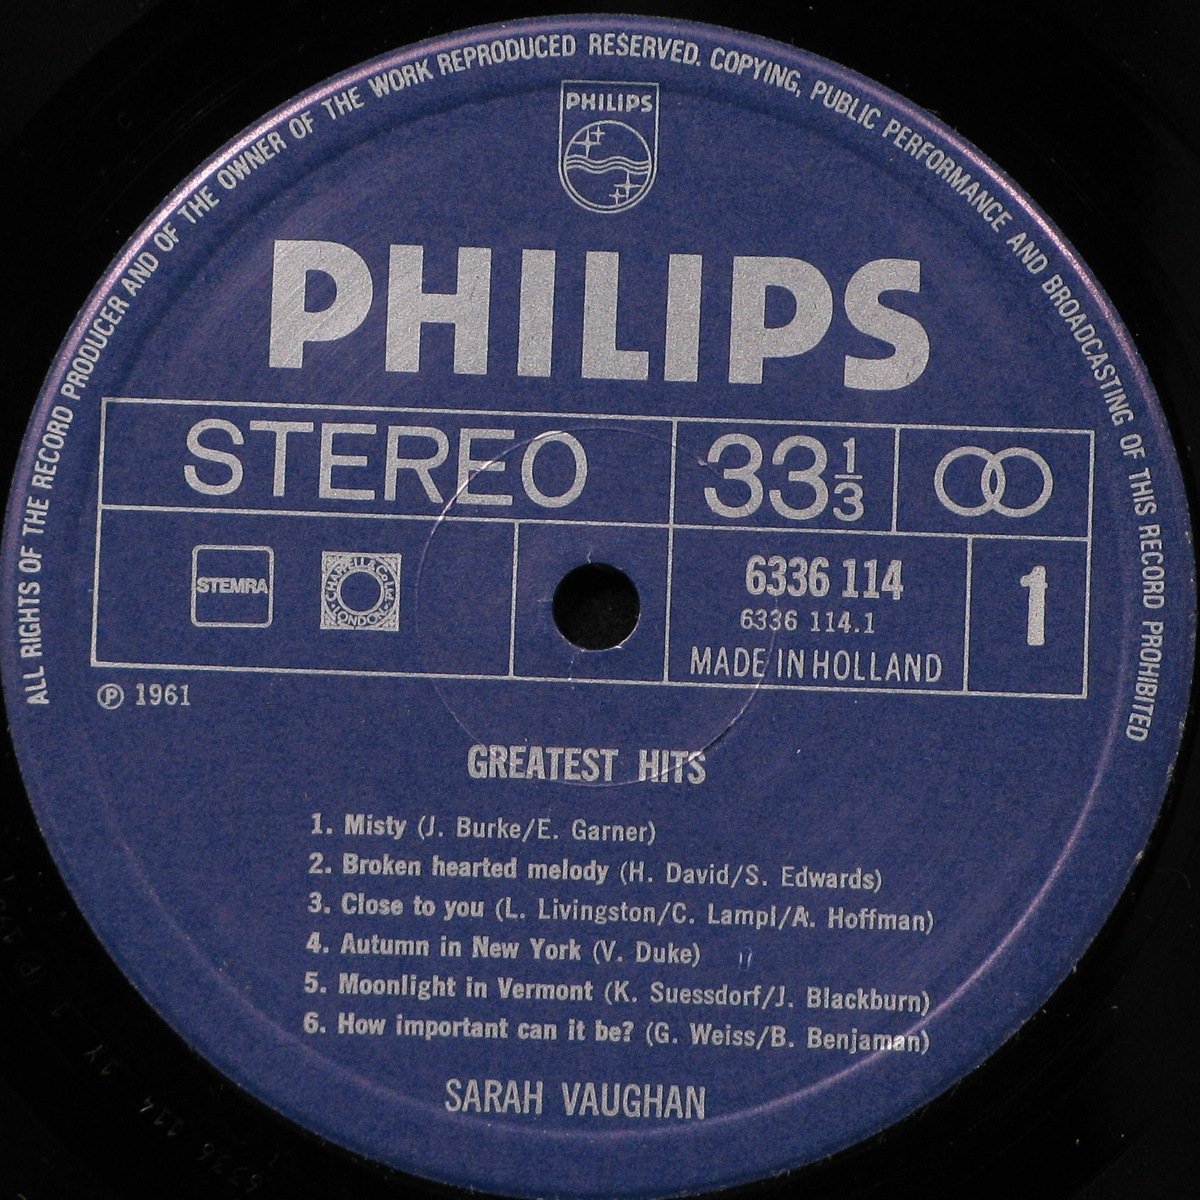 ALL RIGHTS OF THE RECORD PRODUCER AND OF THE OWNER OF THE WORK REPRODUCED RESERVED. COPYING, PUBLIC PERFORMANCE AND BROADCASTING OF THIS RECORD PROHIBITED
PHILIPS
PHILIPS
STEREO 33 1/3
STEMRA
CHAPPELL & Co. Ltd. LONDON
6336 114
6336 114.1
MADE IN HOLLAND
1
℗ 1961
GREATEST HITS
1. Misty (J. Burke/E. Garner)
2. Broken hearted melody (H. David/S. Edwards)
3. Close to you (L. Livingston/C. Lampl/A. Hoffman)
4. Autumn in New York (V. Duke)
5. Moonlight in Vermont (K. Suessdorf/J. Blackburn)
6. How important can it be? (G. Weiss/B. Benjaman)
SARAH VAUGHAN